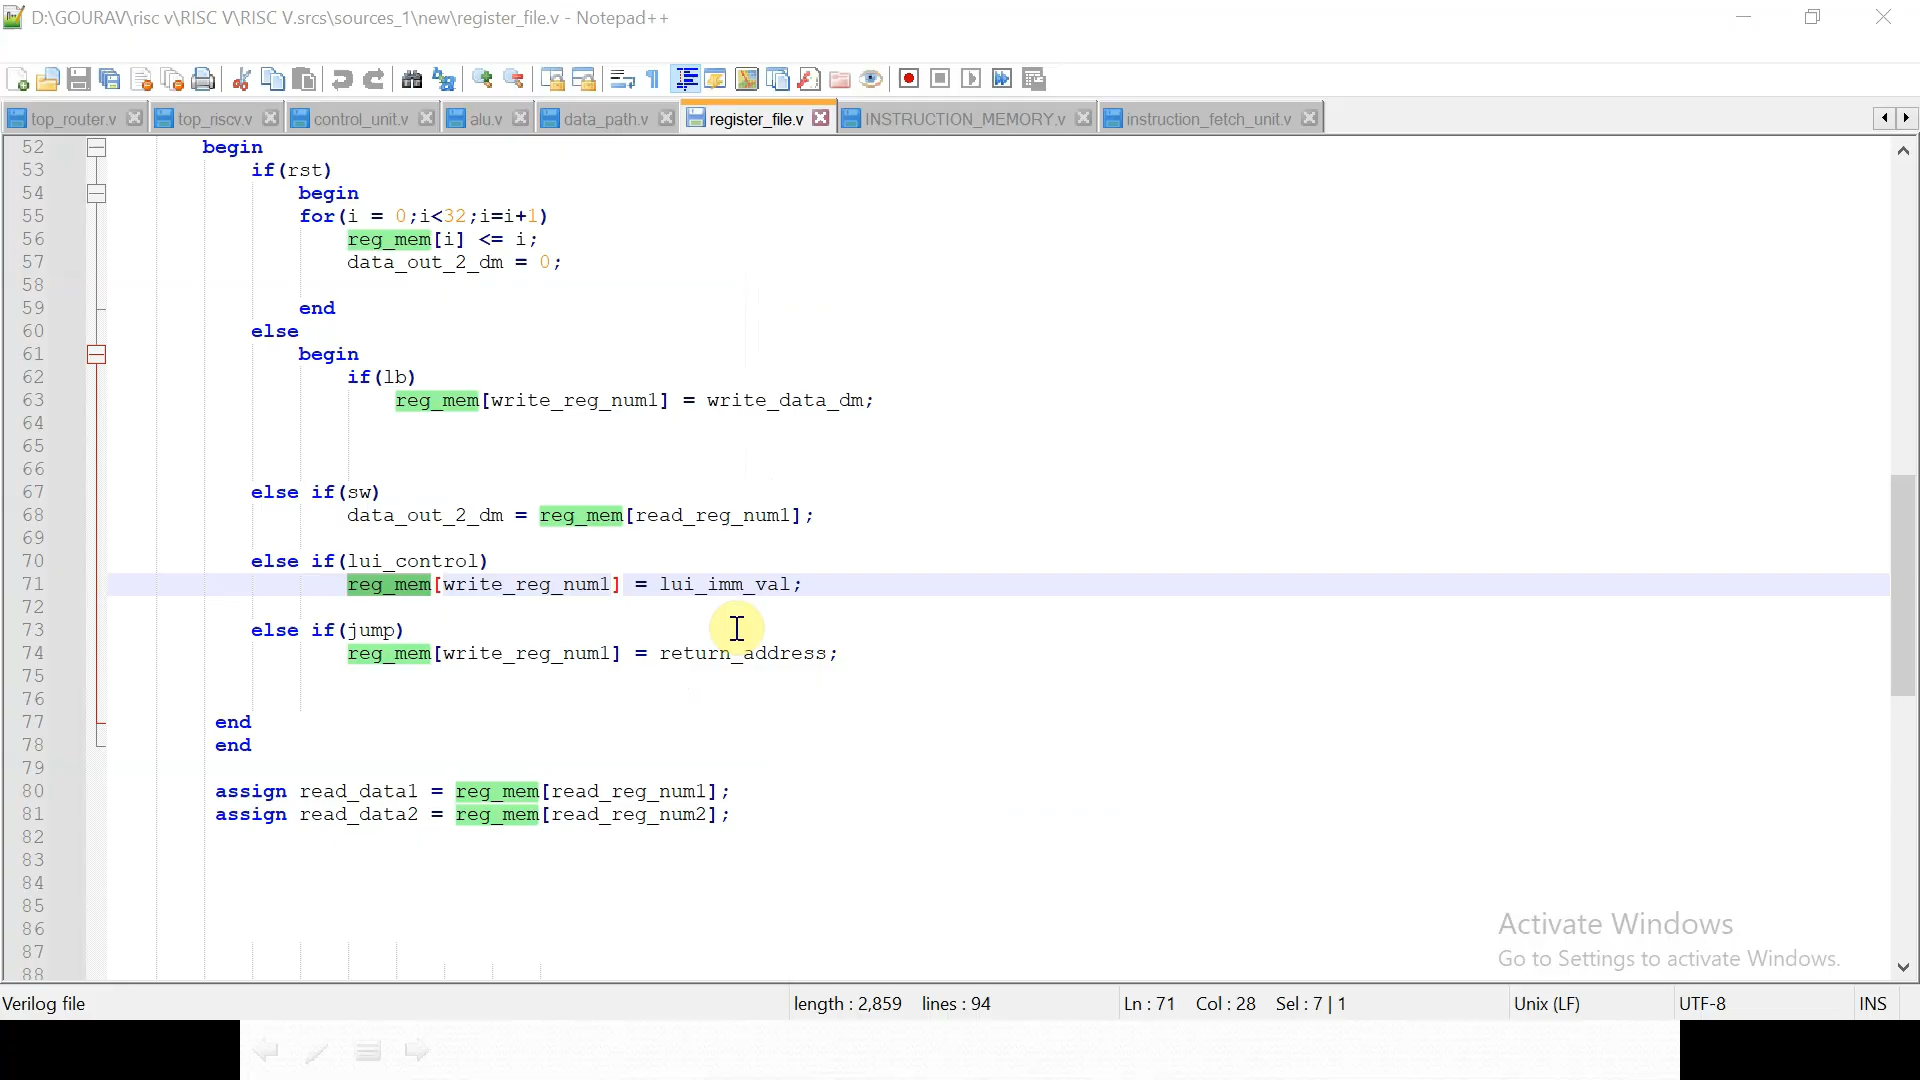 D:\GOURAV\risc v\RISC V\RISC V.srcs\sources_1\new\register_file.v - Notepad++
top_router.v top_riscv.v control_unit.v alu.v data_path.v register_file.v INSTRUCTION_MEMORY.v instruction_fetch_unit.v
52 begin
53 if(rst)
54 begin
55 for(i = 0;i<32;i=i+1)
56 reg_mem[i] <= i;
57 data_out_2_dm = 0;
58
59 end
60 else
61 begin
62 if(lb)
63 reg_mem[write_reg_num1] = write_data_dm;
64
65
66
67 else if(sw)
68 data_out_2_dm = reg_mem[read_reg_num1];
69
70 else if(lui_control)
71 reg_mem[write_reg_num1] = lui_imm_val;
72
73 else if(jump)
74 reg_mem[write_reg_num1] = return_address;
75
76
77 end
78 end
79
80 assign read_data1 = reg_mem[read_reg_num1];
81 assign read_data2 = reg_mem[read_reg_num2];
82
83
84
85
86
87
88
Activate Windows
Go to Settings to activate Windows.
Verilog file length : 2,859 lines : 94 Ln : 71 Col : 28 Sel : 7 | 1 Unix (LF) UTF-8 INS